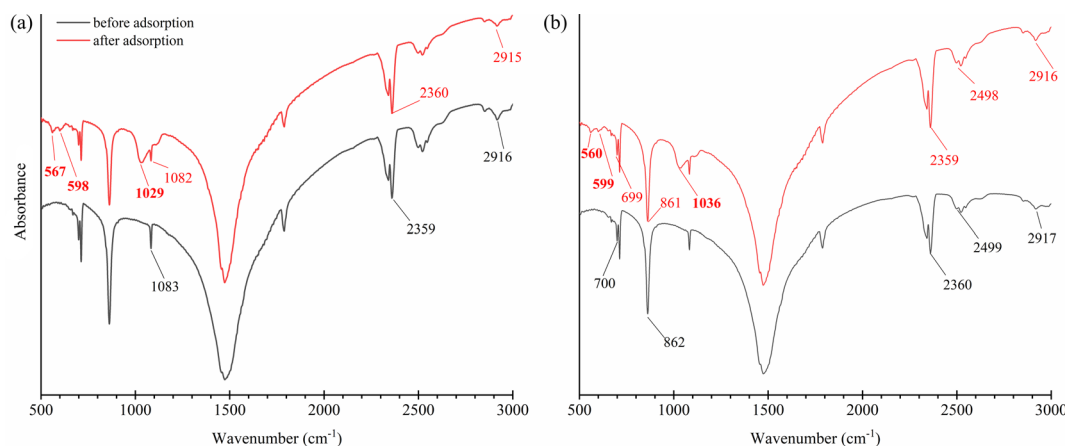 (a)
before adsorption
after adsorption
2915
2360
2916
567
598
1029
1082
2359
1083
Absorbance
500 1000 1500 2000 2500 3000
Wavenumber (cm⁻¹)
(b)
2916
2498
2359
560
599
699
861
1036
2499
2917
2360
700
862
500 1000 1500 2000 2500 3000
Wavenumber (cm⁻¹)